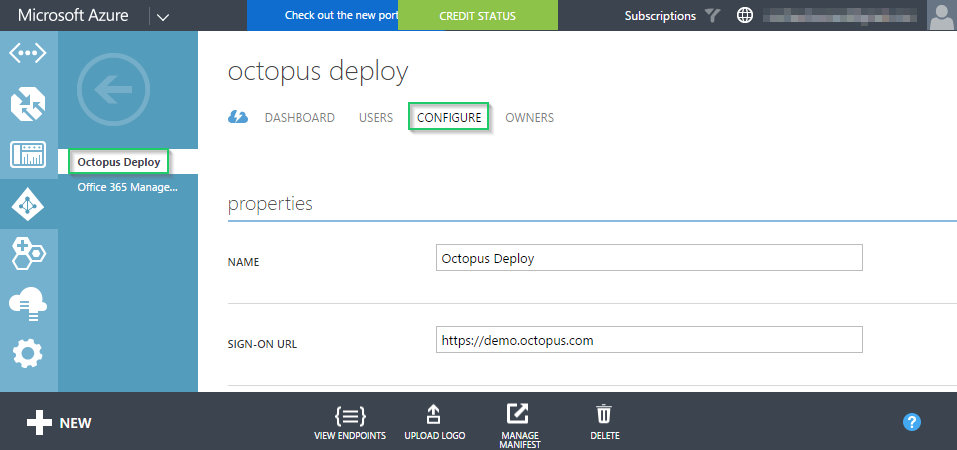 Microsoft Azure
Check out the new port
CREDIT STATUS
Subscriptions
octopus deploy
DASHBOARD
USERS
CONFIGURE
OWNERS
Octopus Deploy
Office 365 Manage...
properties
NAME
Octopus Deploy
SIGN-ON URL
https://demo.octopus.com
NEW
VIEW ENDPOINTS
UPLOAD LOGO
MANAGE
MANIFEST
DELETE
?